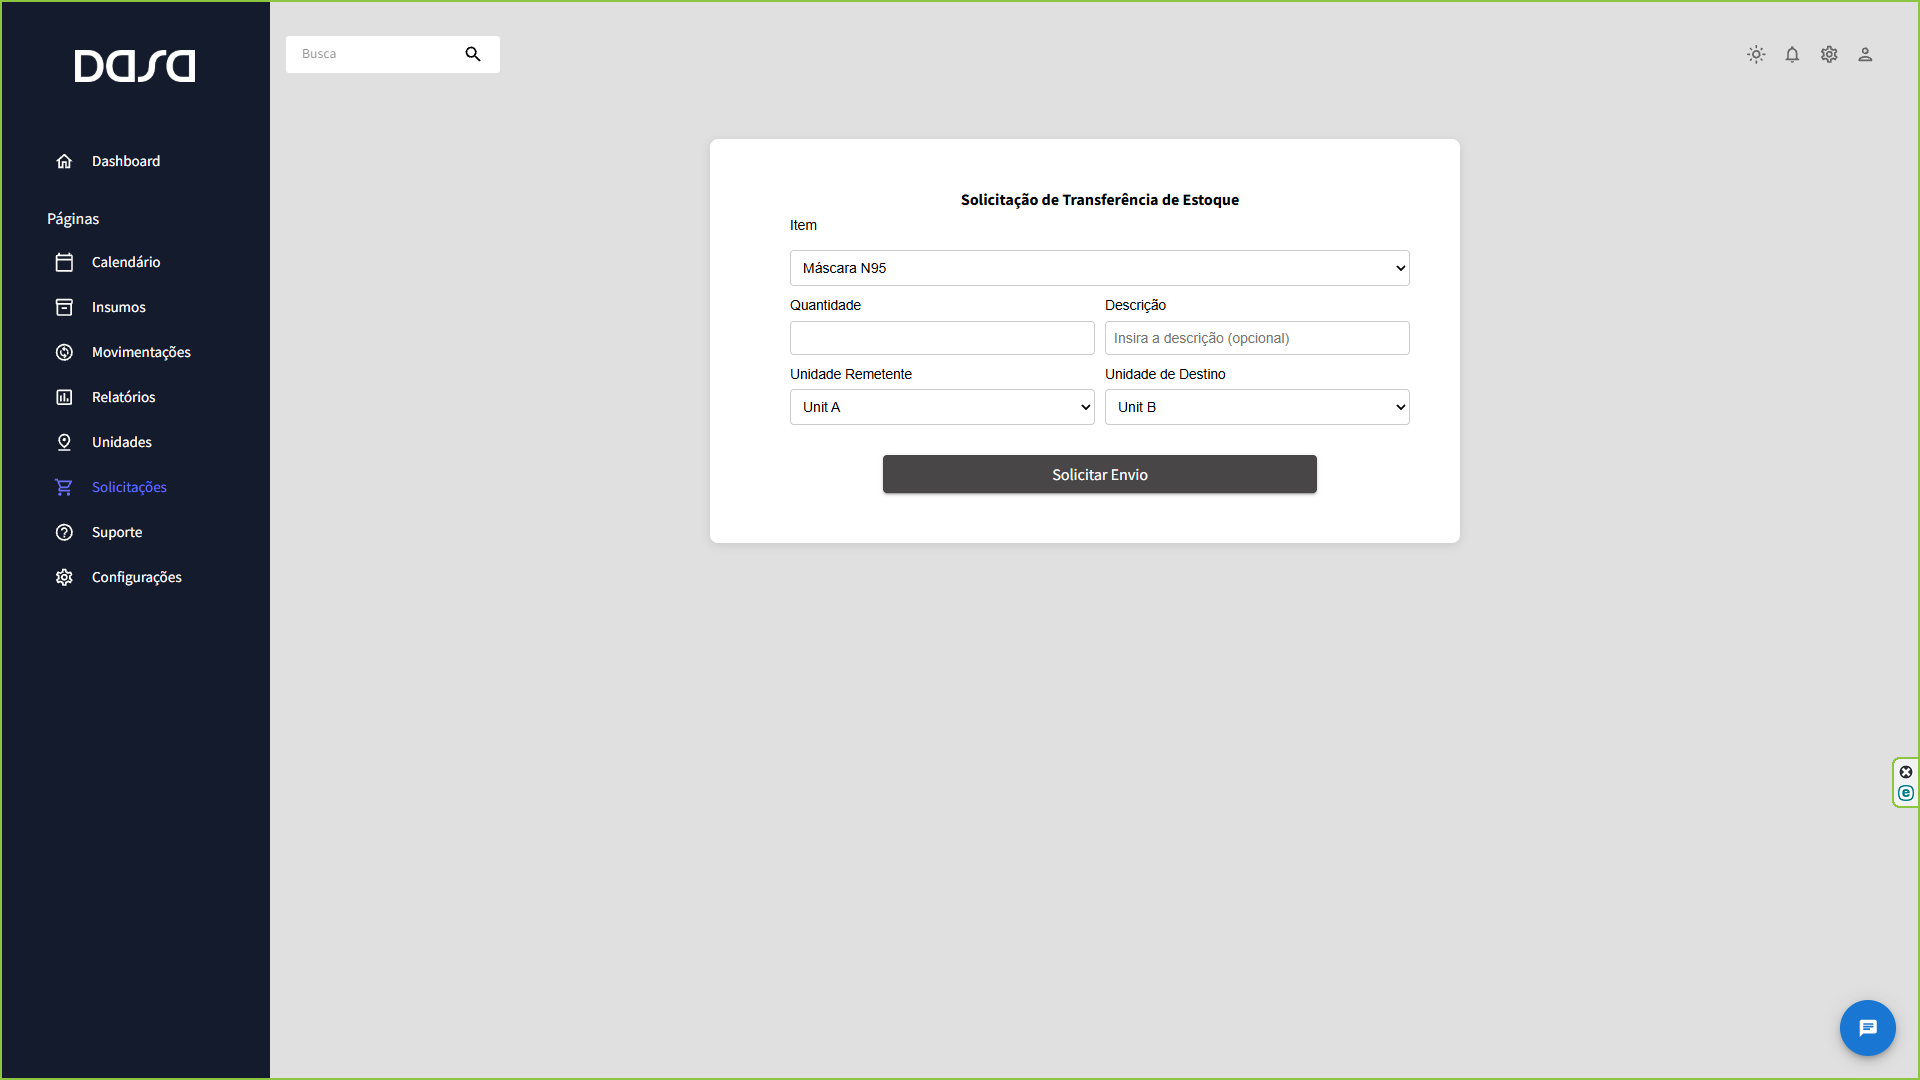 Dasa
Busca
Dashboard
Páginas
Calendário
Insumos
Movimentações
Relatórios
Unidades
Solicitações
Suporte
Configurações
Solicitação de Transferência de Estoque
Item
Máscara N95
Quantidade
Descrição
Insira a descrição (opcional)
Unidade Remetente
Unidade de Destino
Unit A
Unit B
Solicitar Envio
e